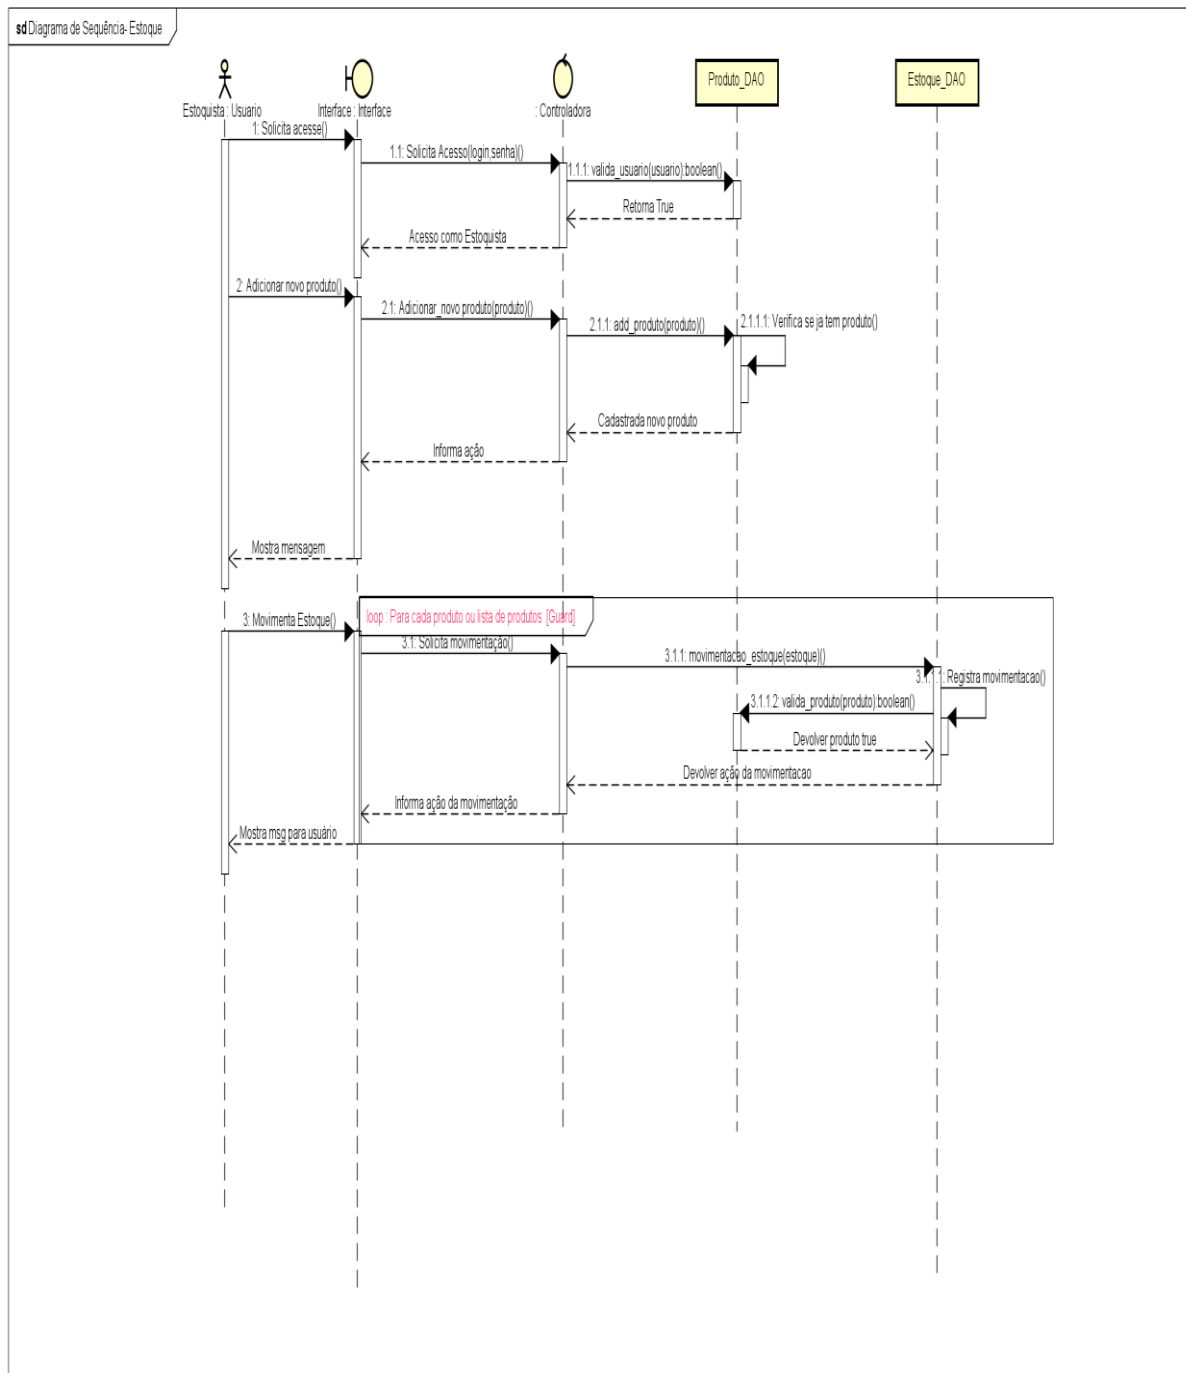 sd Diagrama de Sequência- Estoque
Estoquista : Usuario
Interface : Interface
: Controladora
Produto_DAO
Estoque_DAO
1: Solicita acesse()
1.1: Solicita Acesso(login,senha)()
1.1.1: valida_usuario(usuario):boolean()
Retorna True
Acesso como Estoquista
2: Adicionar novo produto()
2.1: Adicionar_novo produto(produto)()
2.1.1: add_produto(produto)()
2.1.1.1: Verifica se ja tem produto()
Cadastrada novo produto
Informa ação
Mostra mensagem
loop : Para cada produto ou lista de produtos [Guard]
3: Movimenta Estoque()
3.1: Solicita movimentação()
3.1.1: movimentacao_estoque(estoque)()
3.1.1.1: Registra movimentacao()
3.1.1.2: valida_produto(produto):boolean()
Devolver produto true
Devolver ação da movimentacao
Informa ação da movimentação
Mostra msg para usuário